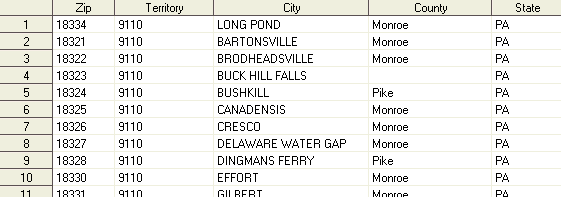 Zip Territory City County State
1 18334 9110 LONG POND Monroe PA
2 18321 9110 BARTONSVILLE Monroe PA
3 18322 9110 BRODHEADSVILLE Monroe PA
4 18323 9110 BUCK HILL FALLS PA
5 18324 9110 BUSHKILL Pike PA
6 18325 9110 CANADENSIS Monroe PA
7 18326 9110 CRESCO Monroe PA
8 18327 9110 DELAWARE WATER GAP Monroe PA
9 18328 9110 DINGMANS FERRY Pike PA
10 18330 9110 EFFORT Monroe PA
11 18331 9110 GILBERT Monroe PA